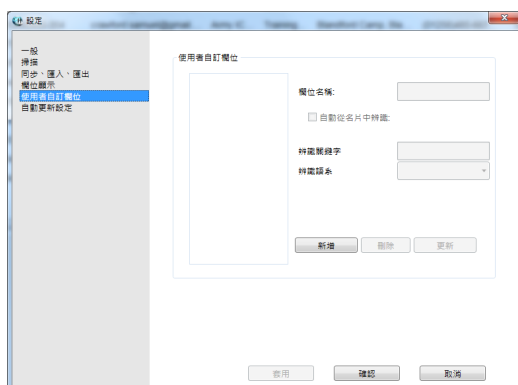 設定
一般
掃描
同步、匯入、匯出
欄位顯示
使用者自訂欄位
自動更新設定
使用者自訂欄位
欄位名稱:
自動從名片中辨識:
辨識關鍵字
辨識語系
新增
刪除
更新
套用
確認
取消